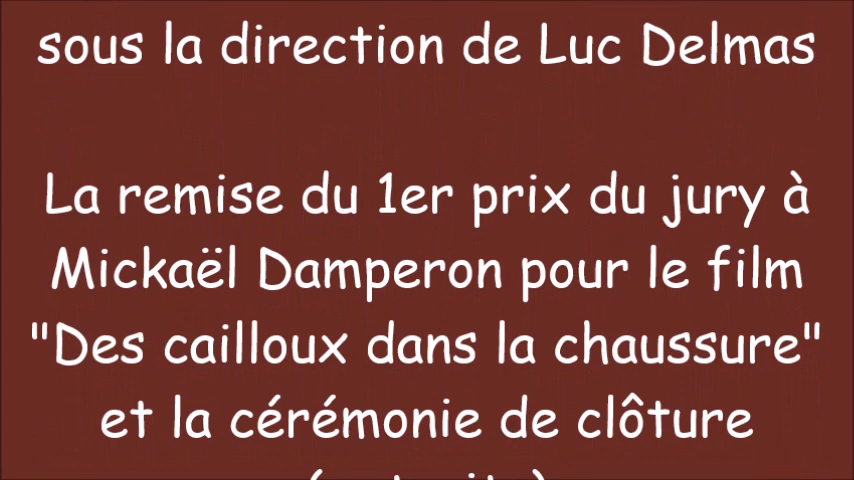 sous la direction de Luc Delmas
La remise du 1er prix du jury à
Mickaël Damperon pour le film
"Des cailloux dans la chaussure"
et la cérémonie de clôture